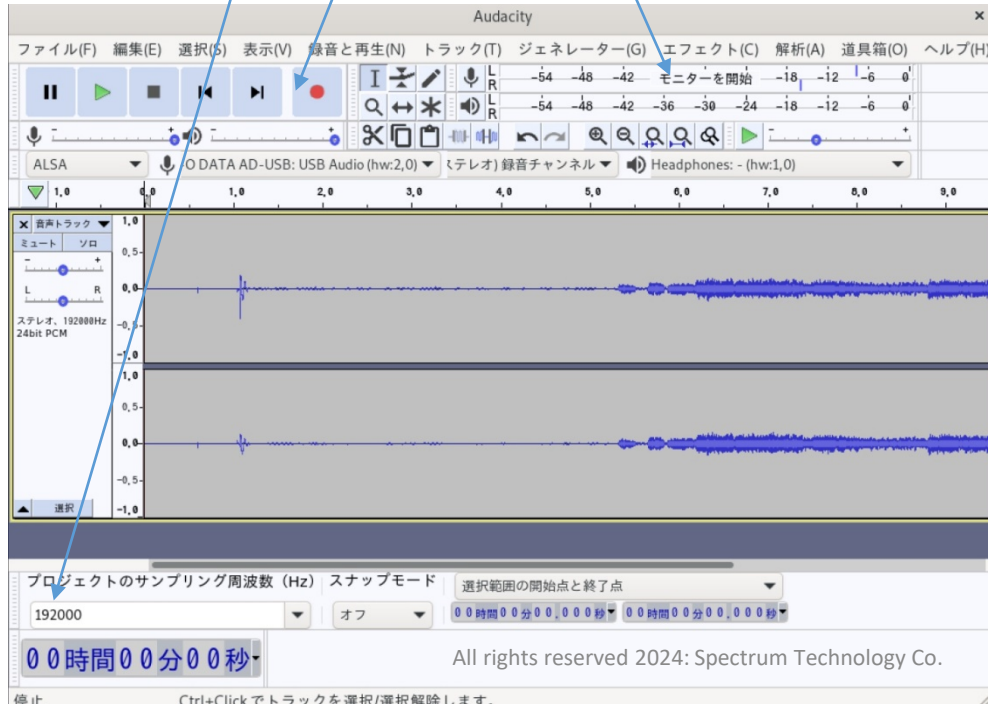 Audacity
ファイル(F) 編集(E) 選択(S) 表示(V) 録音と再生(N) トラック(T) ジェネレーター(G) エフェクト(C) 解析(A) 道具箱(O) ヘルプ(H)
L R -54 -48 -42 モニターを開始 -18 -12 -6 0
L R -54 -48 -42 -36 -30 -24 -18 -12 -6 0
- + - +
- +
ALSA O DATA AD-USB: USB Audio (hw:2,0) ステレオ) 録音チャンネル Headphones: - (hw:1,0)
1,0 0,0 1,0 2,0 3,0 4,0 5,0 6,0 7,0 8,0 9,0
音声トラック
ミュート ソロ
- +
L R
ステレオ、192000Hz
24bit PCM
選択
1,0
0,5
0,0
-0,5
-1,0
1,0
0,5
0,0
-0,5
-1,0
プロジェクトのサンプリング周波数 (Hz) スナップモード 選択範囲の開始点と終了点
192000 オフ 00時間00分00.000秒 00時間00分00.000秒
00時間00分00秒
All rights reserved 2024: Spectrum Technology Co.
停止 Ctrl+Click でトラックを選択/選択解除します。